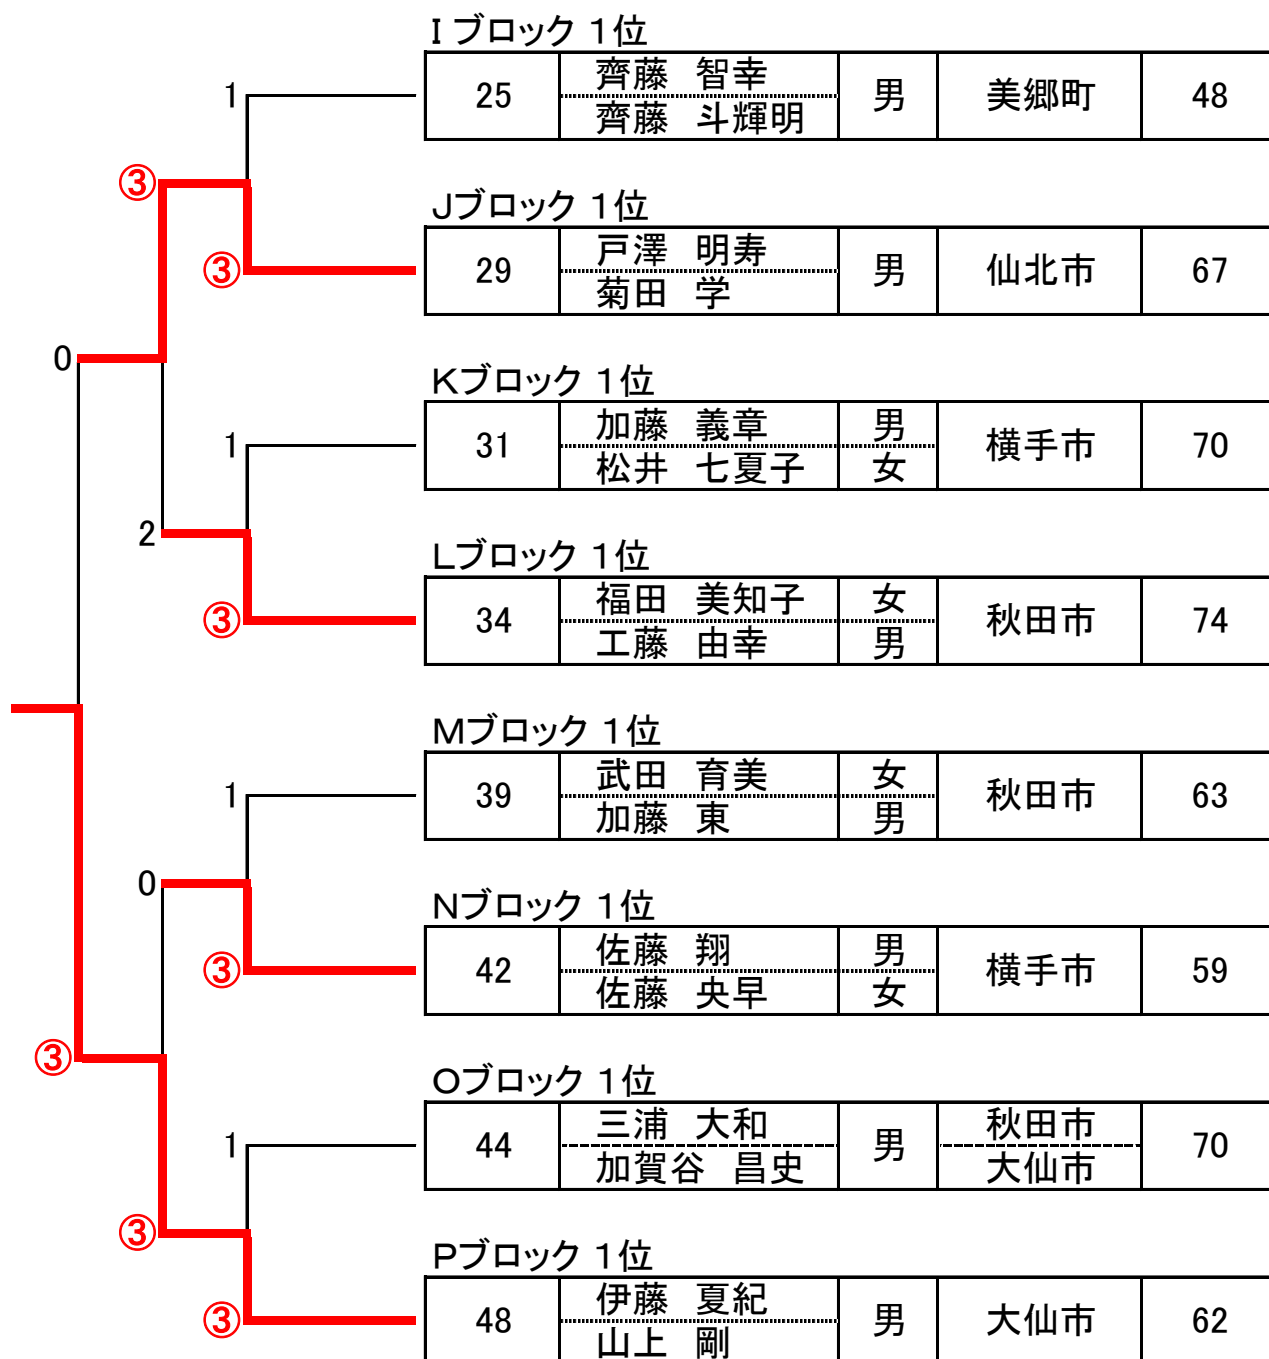 Iブロック 1位
25 齊藤 智幸 男 美郷町 48
齊藤 斗輝明
1
③
Jブロック 1位
29 戸澤 明寿 男 仙北市 67
菊田 学
③
0
Kブロック 1位
31 加藤 義章 男 横手市 70
松井 七夏子 女
1
2
Lブロック 1位
34 福田 美知子 女 秋田市 74
工藤 由幸 男
③
Mブロック 1位
39 武田 育美 女 秋田市 63
加藤 東 男
1
0
Nブロック 1位
42 佐藤 翔 男 横手市 59
佐藤 央早 女
③
③
Oブロック 1位
44 三浦 大和 男 秋田市 70
加賀谷 昌史 大仙市
1
③
Pブロック 1位
48 伊藤 夏紀 男 大仙市 62
山上 剛
③